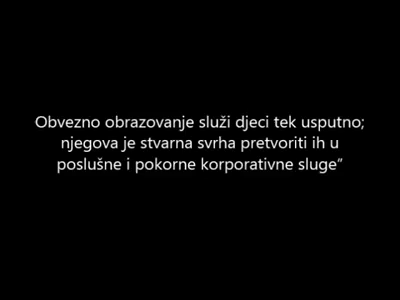 Obvezno obrazovanje služi djeci tek usputno;
njegova je stvarna svrha pretvoriti ih u
poslušne i pokorne korporativne sluge”